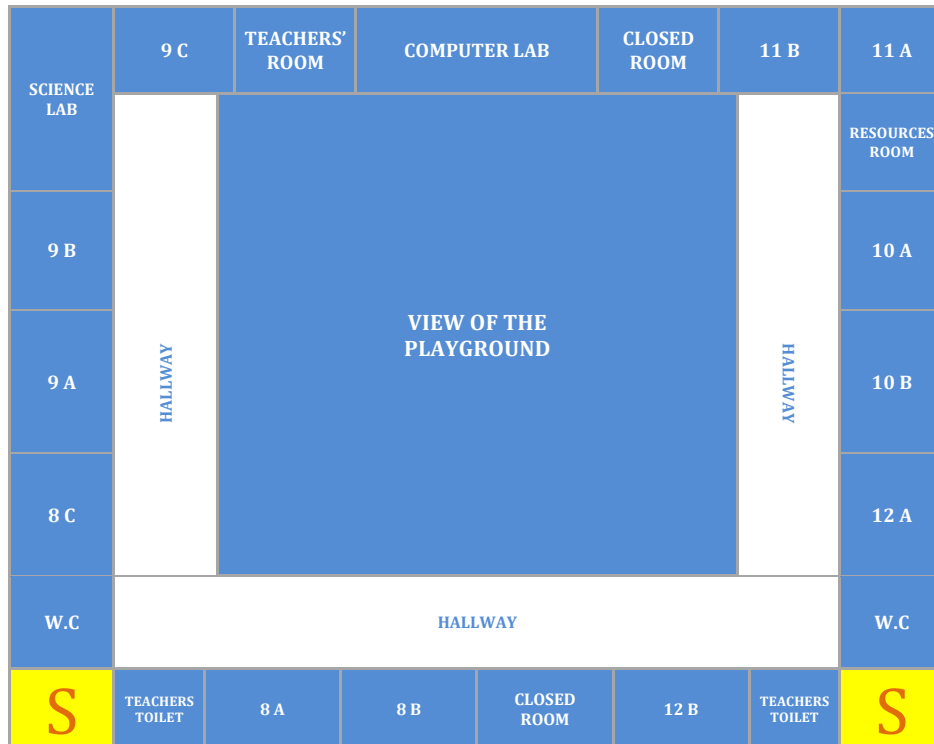 9 C
TEACHERS’
ROOM
COMPUTER LAB
CLOSED
ROOM
11 B
11 A
SCIENCE
LAB
RESOURCES
ROOM
9 B
10 A
VIEW OF THE
PLAYGROUND
HALLWAY
HALLWAY
9 A
10 B
8 C
12 A
W.C
HALLWAY
W.C
S
TEACHERS
TOILET
8 A
8 B
CLOSED
ROOM
12 B
TEACHERS
TOILET
S